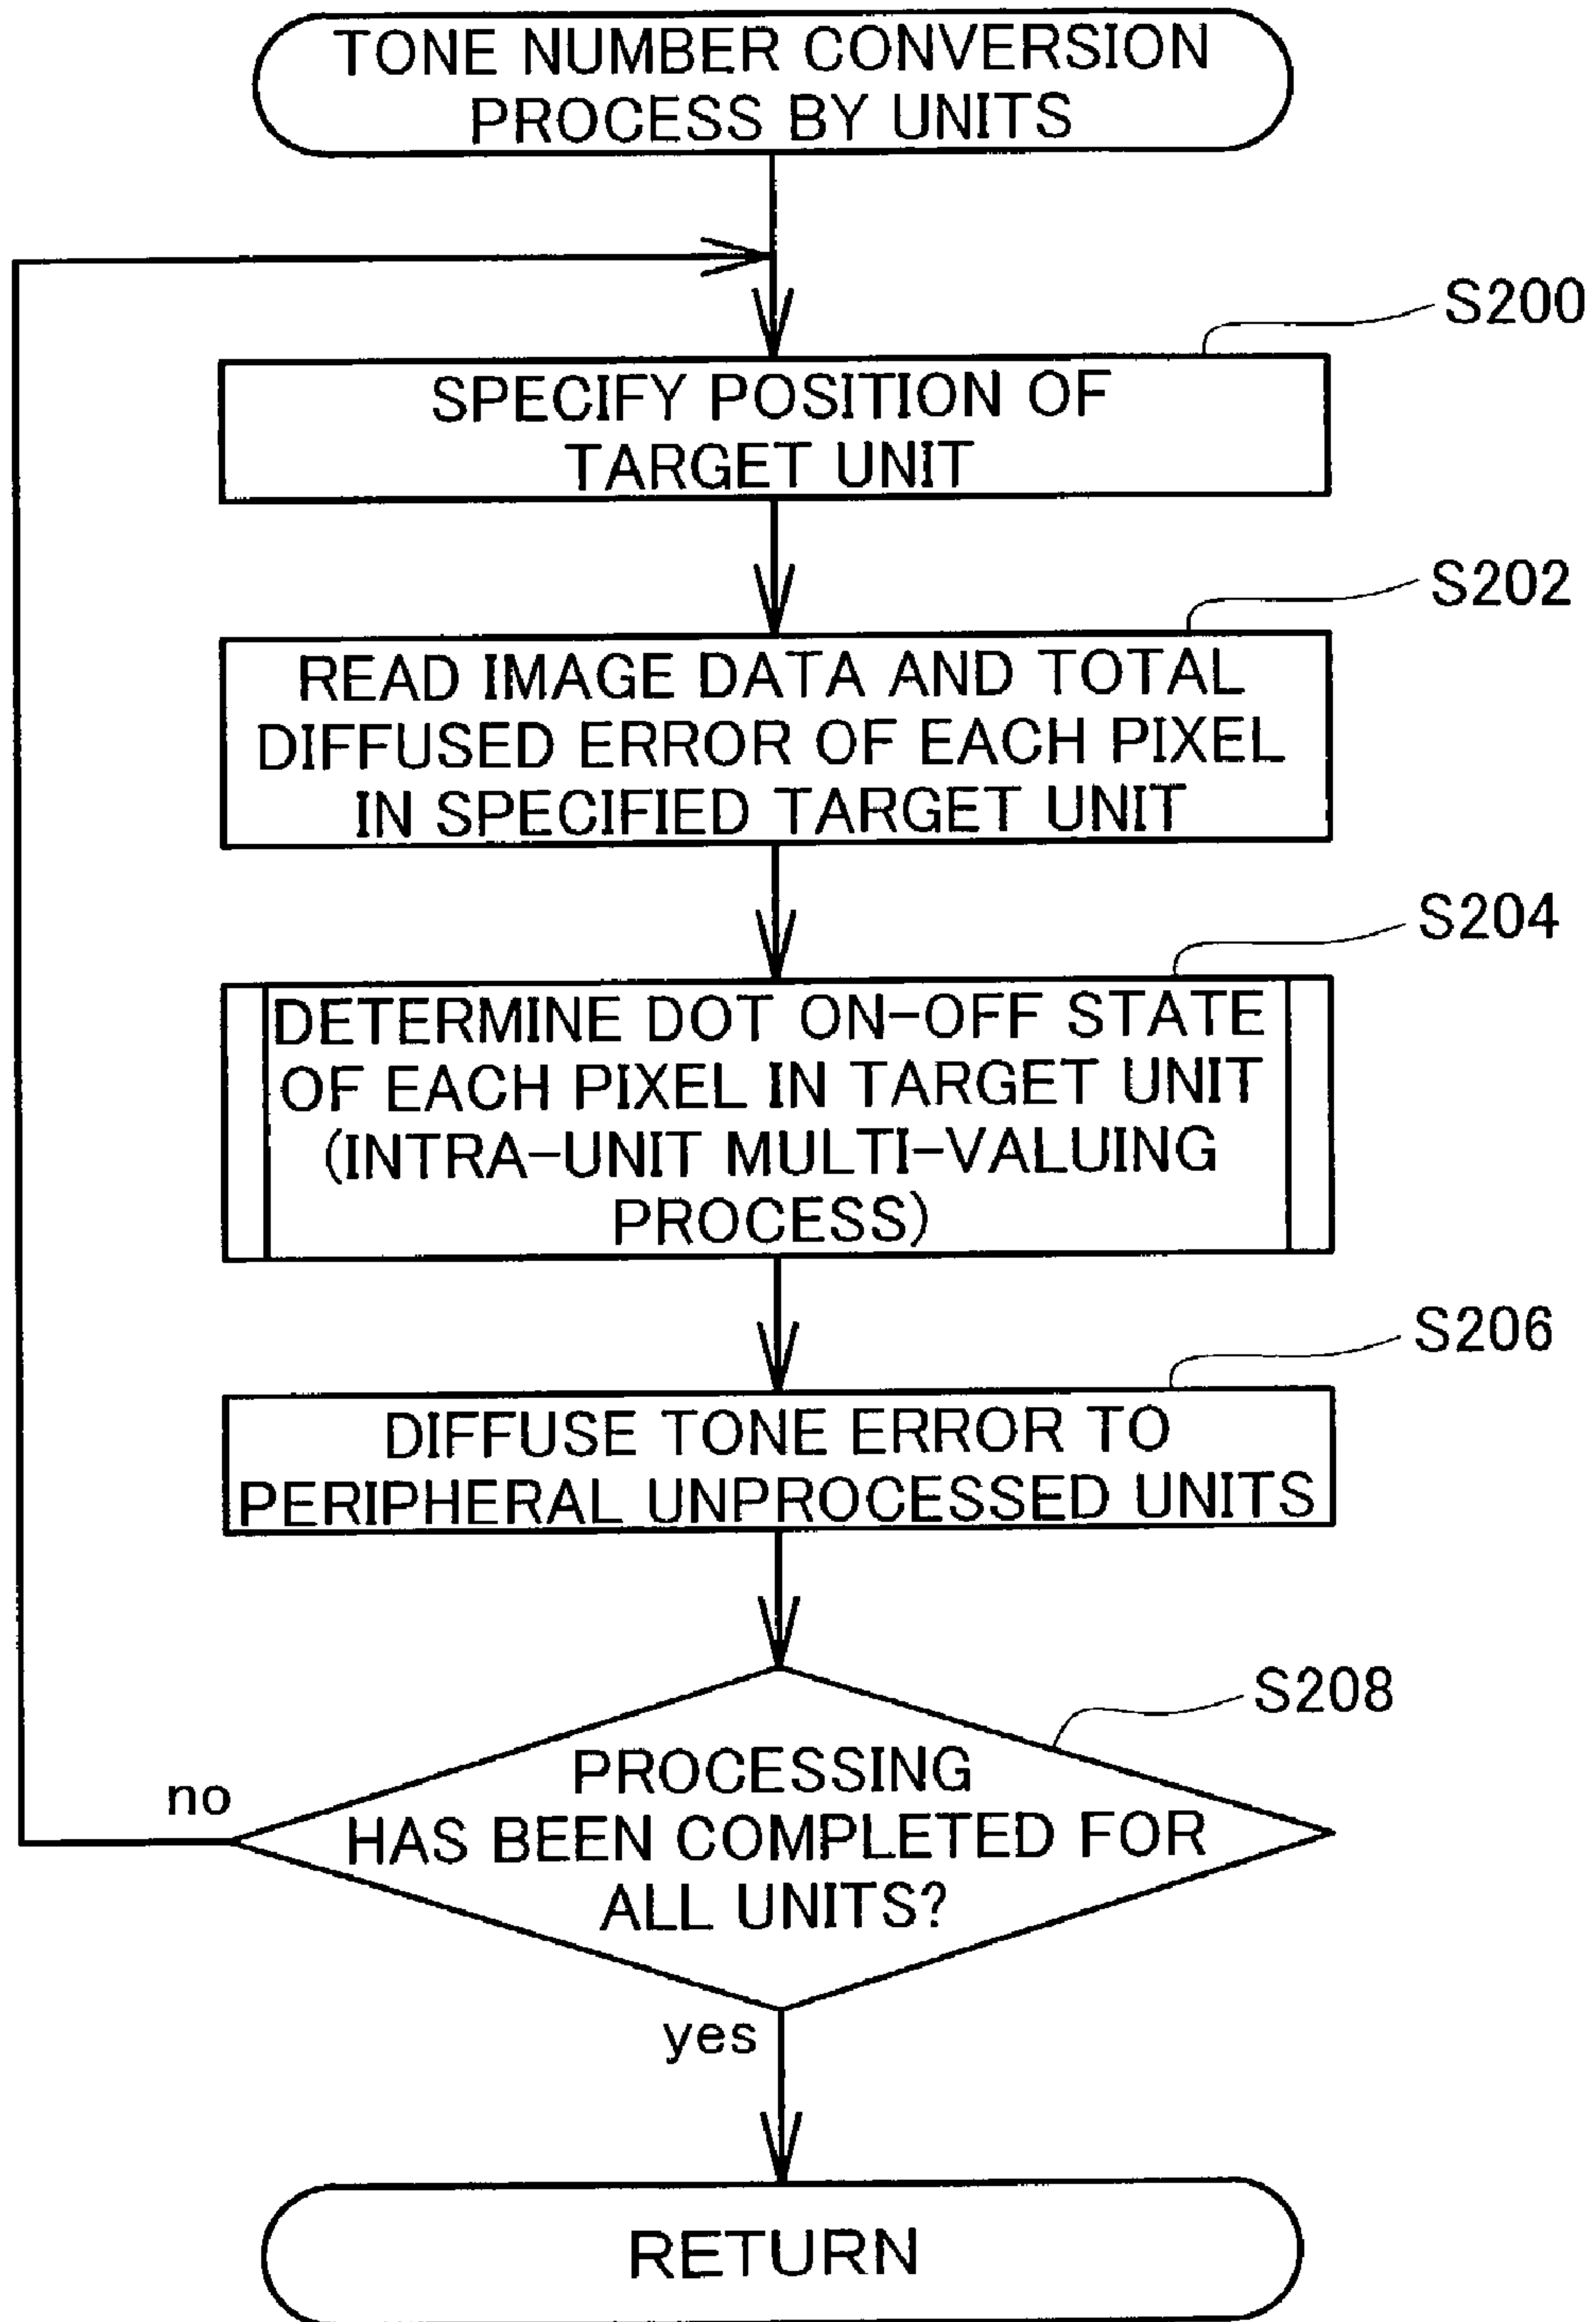 TONE NUMBER CONVERSION
PROCESS BY UNITS
S200
SPECIFY POSITION OF
TARGET UNIT
S202
READ IMAGE DATA AND TOTAL
DIFFUSED ERROR OF EACH PIXEL
IN SPECIFIED TARGET UNIT
S204
DETERMINE DOT ON-OFF STATE
OF EACH PIXEL IN TARGET UNIT
(INTRA-UNIT MULTI-VALUING
PROCESS)
S206
DIFFUSE TONE ERROR TO
PERIPHERAL UNPROCESSED UNITS
S208
PROCESSING
HAS BEEN COMPLETED FOR
ALL UNITS?
no
yes
RETURN